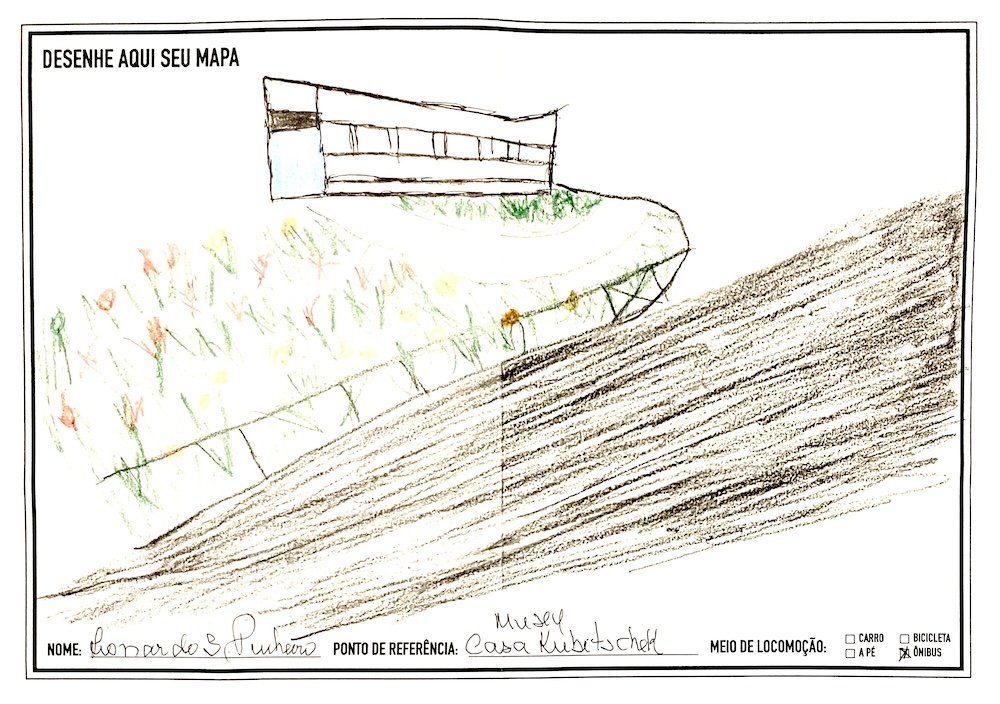 DESENHE AQUI SEU MAPA
NOME: Leonardo S Pinheiro PONTO DE REFERÊNCIA: Museu Casa Kubitschek MEIO DE LOCOMOÇÃO: CARRO BICICLETA
A PÉ ÔNIBUS